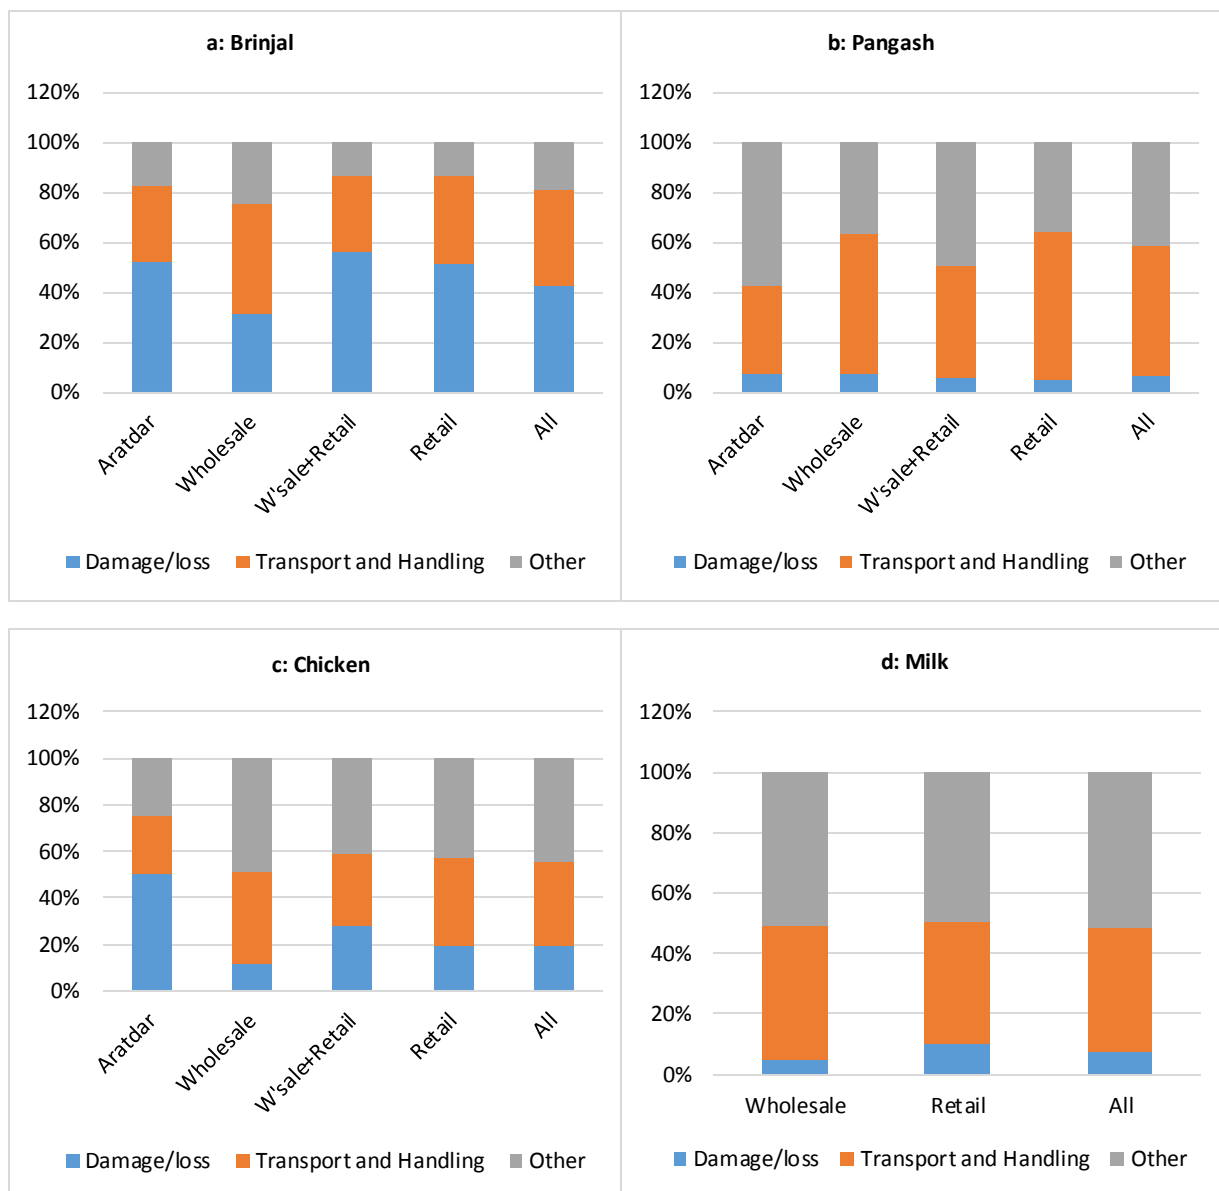 a: Brinjal
120%
100%
80%
60%
40%
20%
0%
Aratdar
Wholesale
W'sale+Retail
Retail
All
Damage/loss Transport and Handling Other
b: Pangash
120%
100%
80%
60%
40%
20%
0%
Aratdar
Wholesale
W'sale+Retail
Retail
All
Damage/loss Transport and Handling Other
c: Chicken
120%
100%
80%
60%
40%
20%
0%
Aratdar
Wholesale
W'sale+Retail
Retail
All
Damage/loss Transport and Handling Other
d: Milk
120%
100%
80%
60%
40%
20%
0%
Wholesale Retail All
Damage/loss Transport and Handling Other